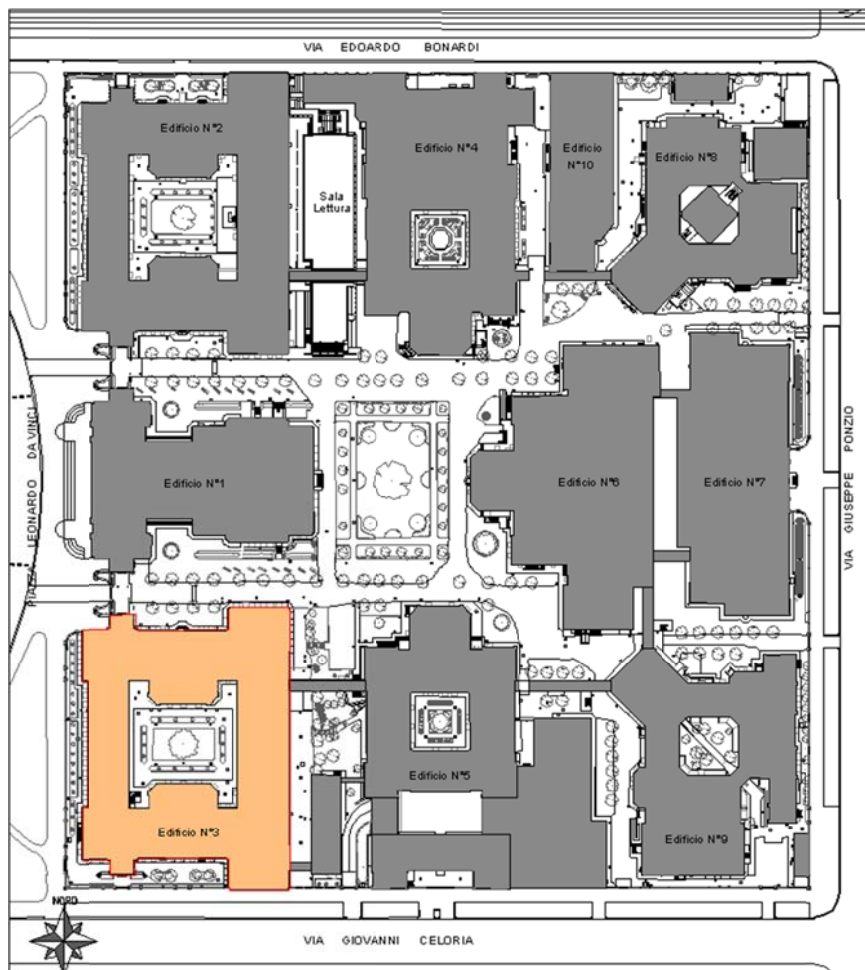 VIA EDOARDO BONARDI
Edificio N°2
Edificio N°4
Edificio
N°10
Edificio N°8
Sala
Lettura
PIAZZA LEONARDO DA VINCI
Edificio N°1
Edificio N°6
Edificio N°7
VIA GIUSEPPE PONZIO
Edificio N°3
Edificio N°5
Edificio N°9
NORD
VIA GIOVANNI CELORIA